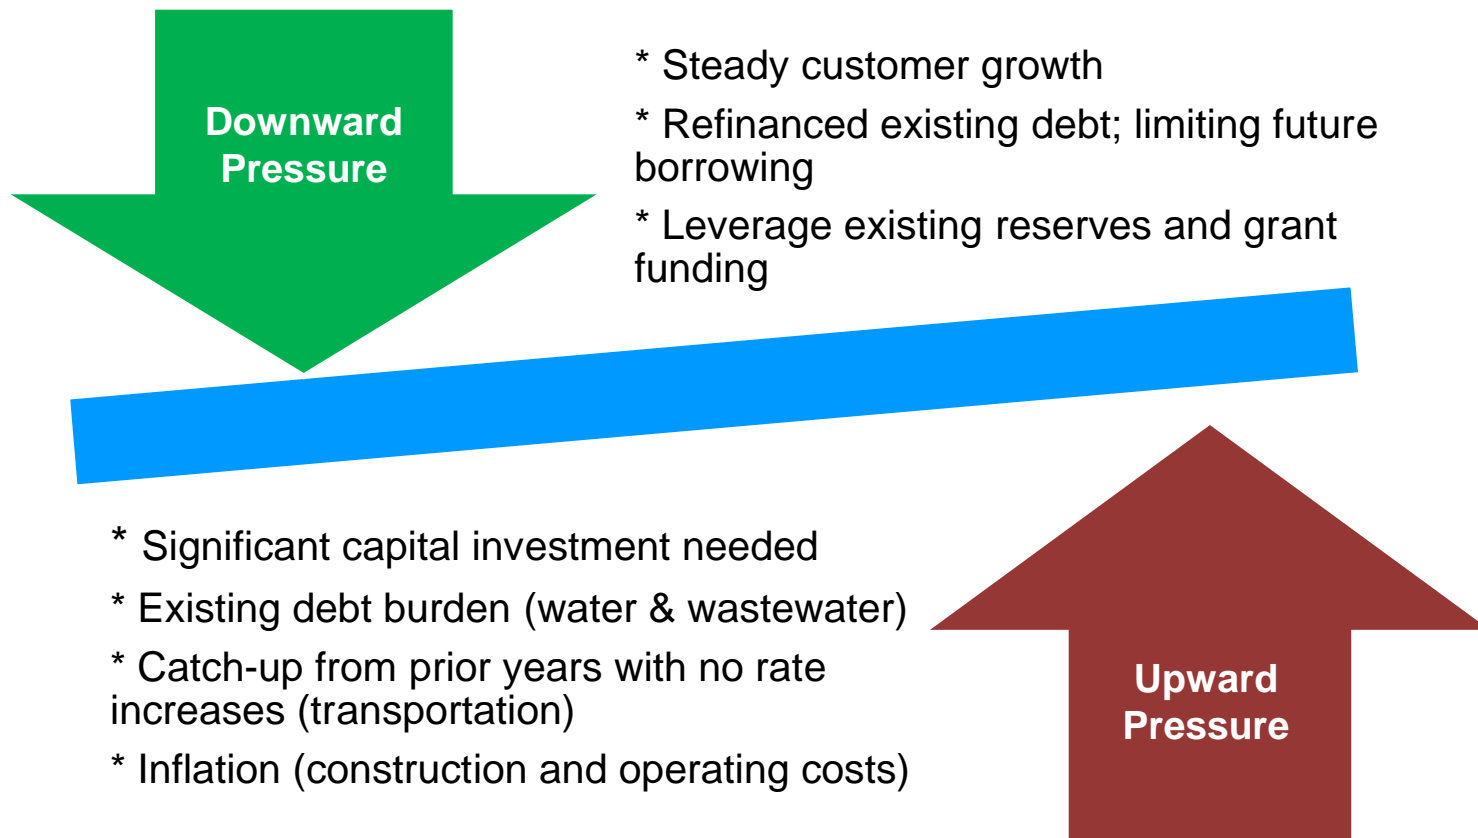 Downward
Pressure
* Steady customer growth
* Refinanced existing debt; limiting future
borrowing
* Leverage existing reserves and grant
funding
* Significant capital investment needed
* Existing debt burden (water & wastewater)
* Catch-up from prior years with no rate
increases (transportation)
* Inflation (construction and operating costs)
Upward
Pressure